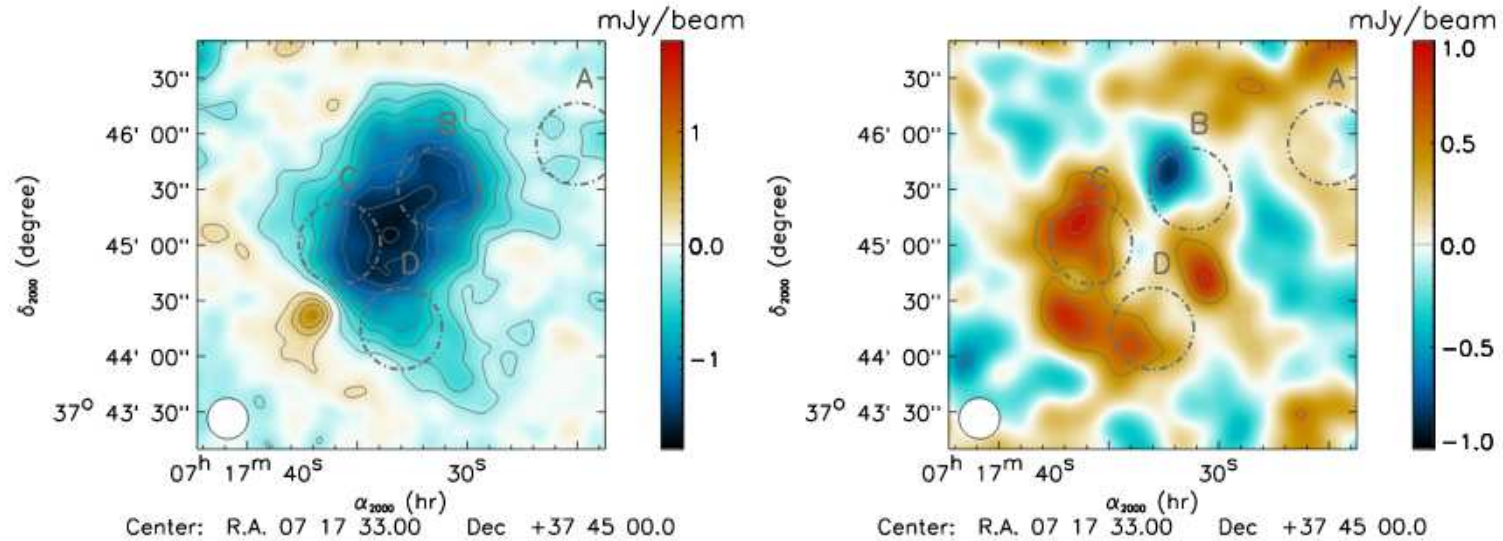 mJy/beam
30''
46' 00''
30''
45' 00''
30''
44' 00''
37° 43' 30''
δ₂₀₀₀ (degree)
A
B
C
D
1
0.0
−1
07ʰ 17ᵐ 40ˢ 30ˢ
α₂₀₀₀ (hr)
Center: R.A. 07 17 33.00 Dec +37 45 00.0
mJy/beam
30''
46' 00''
30''
45' 00''
30''
44' 00''
37° 43' 30''
δ₂₀₀₀ (degree)
A
B
C
D
1.0
0.5
0.0
−0.5
−1.0
07ʰ 17ᵐ 40ˢ 30ˢ
α₂₀₀₀ (hr)
Center: R.A. 07 17 33.00 Dec +37 45 00.0